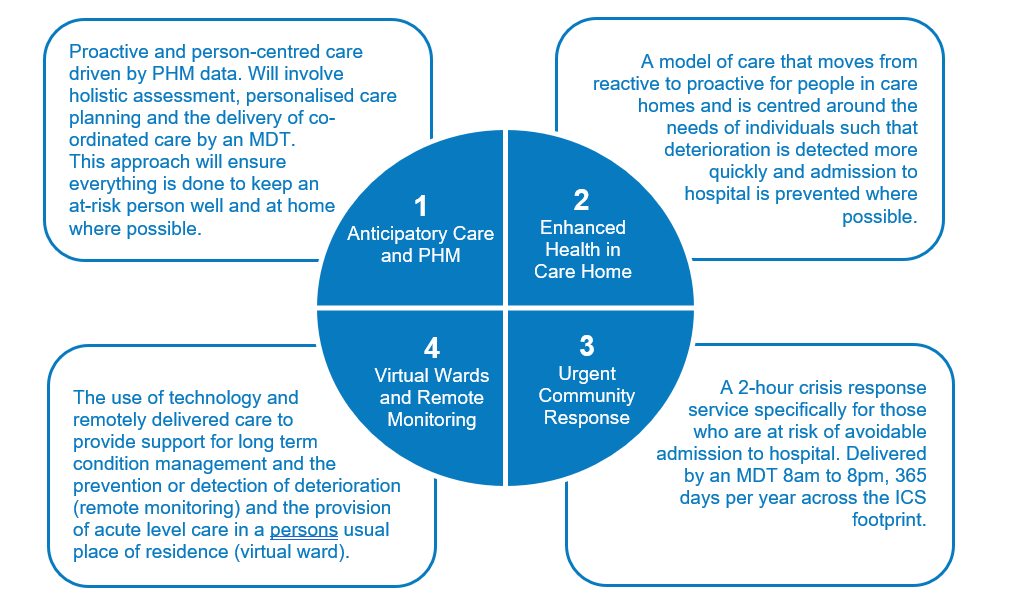 Proactive and person-centred care
driven by PHM data. Will involve
holistic assessment, personalised care
planning and the delivery of co-
ordinated care by an MDT.
This approach will ensure
everything is done to keep an
at-risk person well and at home
where possible.
A model of care that moves from
reactive to proactive for people in care
homes and is centred around the
needs of individuals such that
deterioration is detected more
quickly and admission to
hospital is prevented where
possible.
1
Anticipatory Care
and PHM
2
Enhanced
Health in
Care Home
4
Virtual Wards
and Remote
Monitoring
3
Urgent
Community
Response
The use of technology and
remotely delivered care to
provide support for long term
condition management and the
prevention or detection of deterioration
(remote monitoring) and the provision
of acute level care in a persons usual
place of residence (virtual ward).
A 2-hour crisis response
service specifically for those
who are at risk of avoidable
admission to hospital. Delivered
by an MDT 8am to 8pm, 365
days per year across the ICS
footprint.